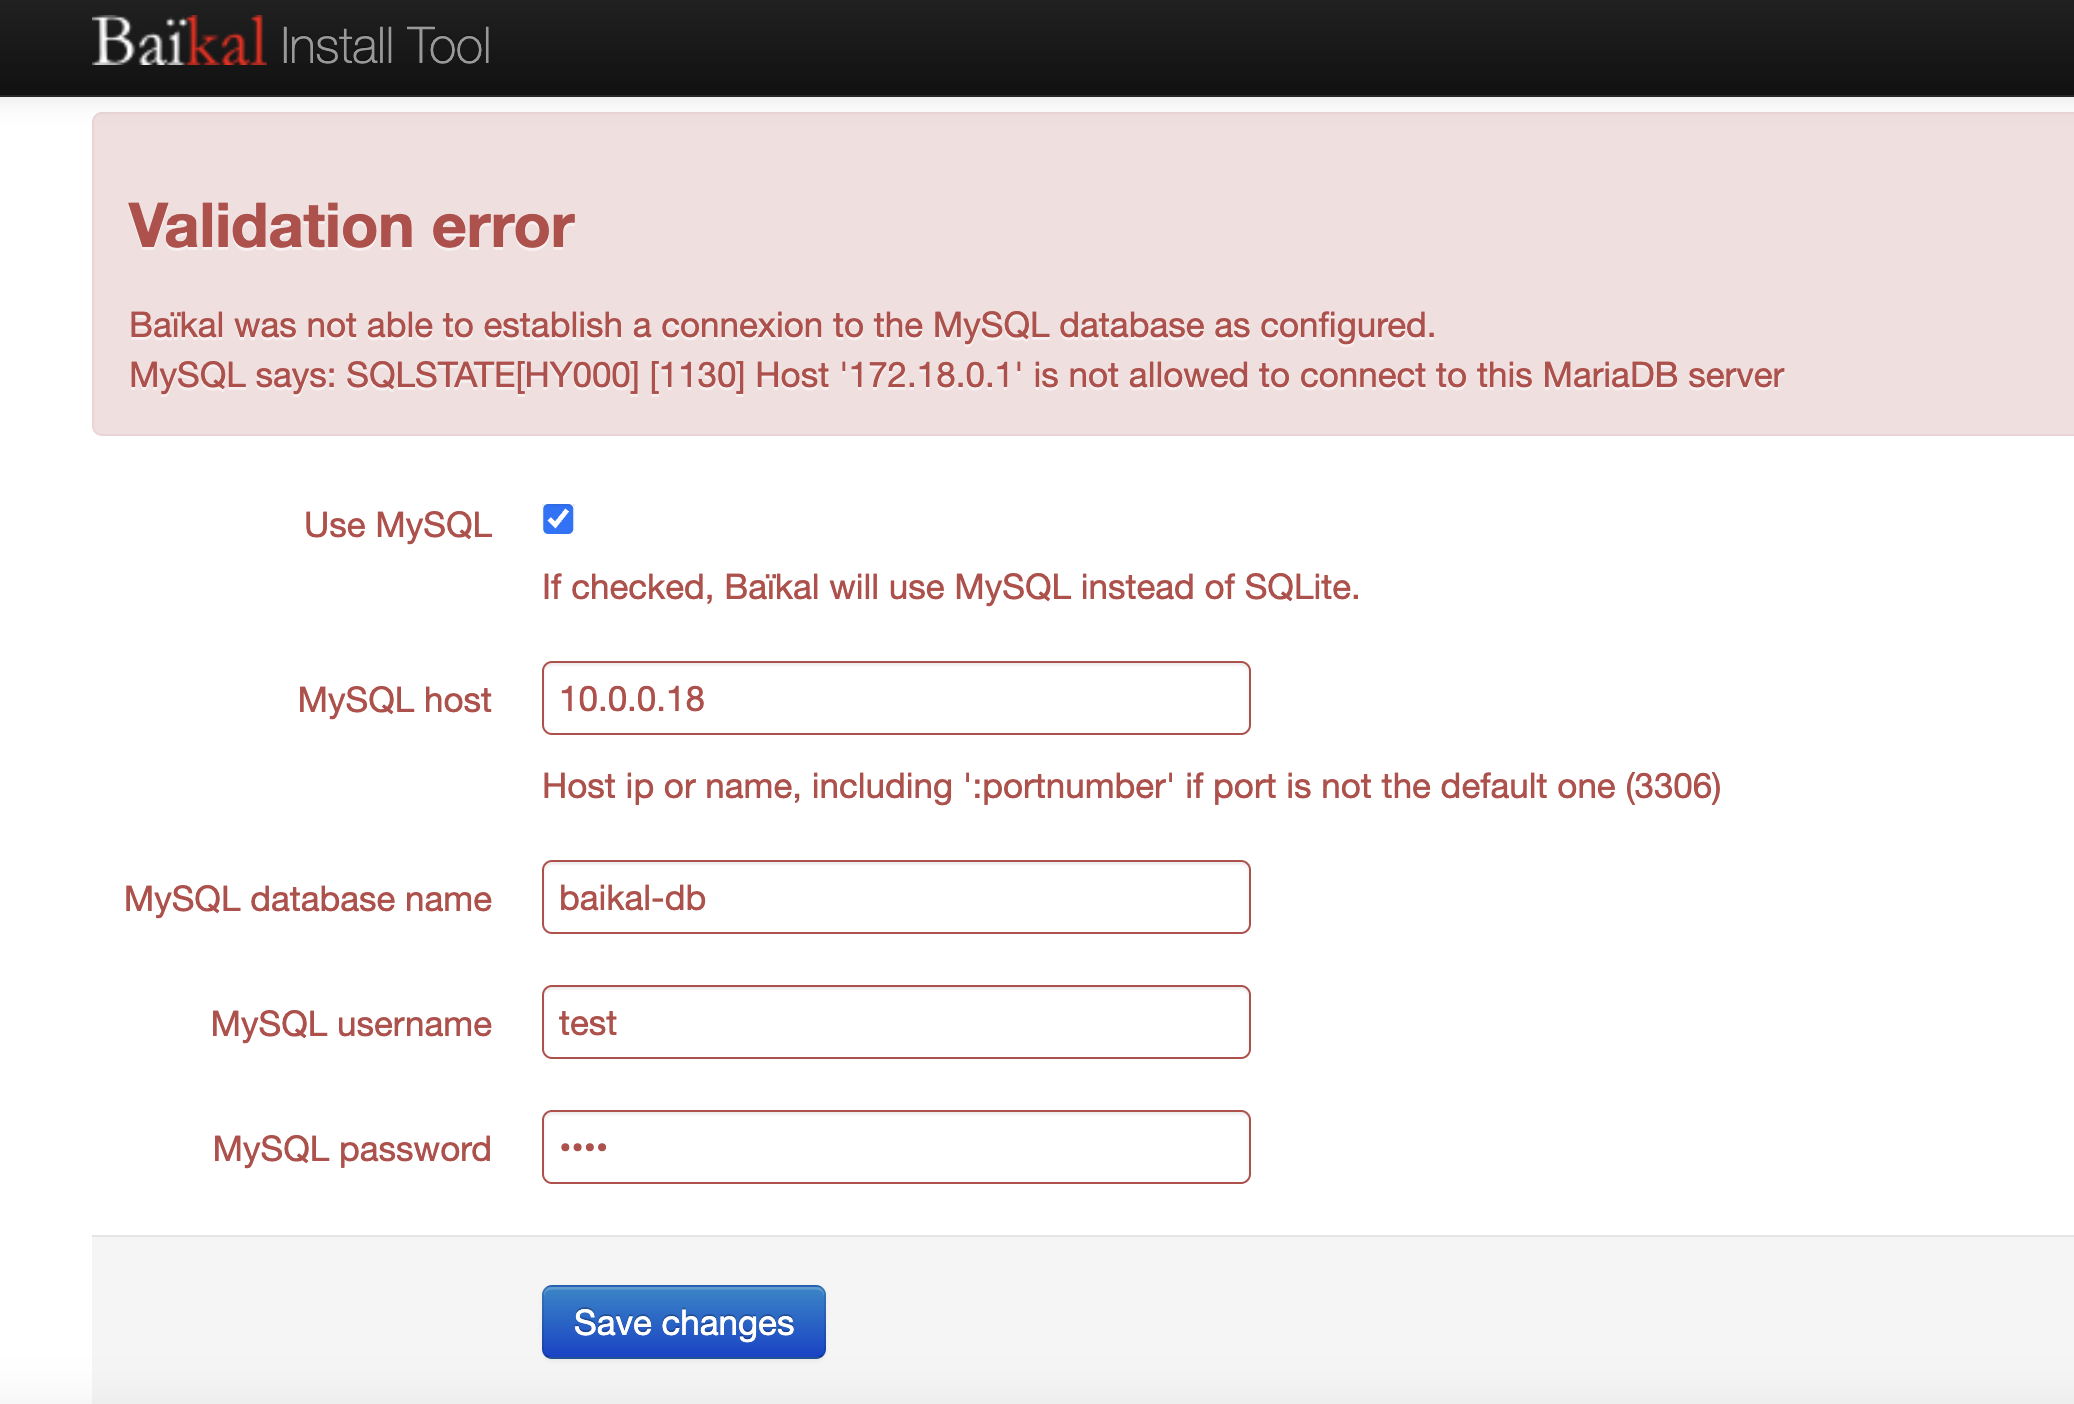 Baïkal Install Tool
Validation error
Baïkal was not able to establish a connexion to the MySQL database as configured.
MySQL says: SQLSTATE[HY000] [1130] Host '172.18.0.1' is not allowed to connect to this MariaDB server
Use MySQL
If checked, Baïkal will use MySQL instead of SQLite.
MySQL host 10.0.0.18
Host ip or name, including ':portnumber' if port is not the default one (3306)
MySQL database name baikal-db
MySQL username test
MySQL password ••••
Save changes